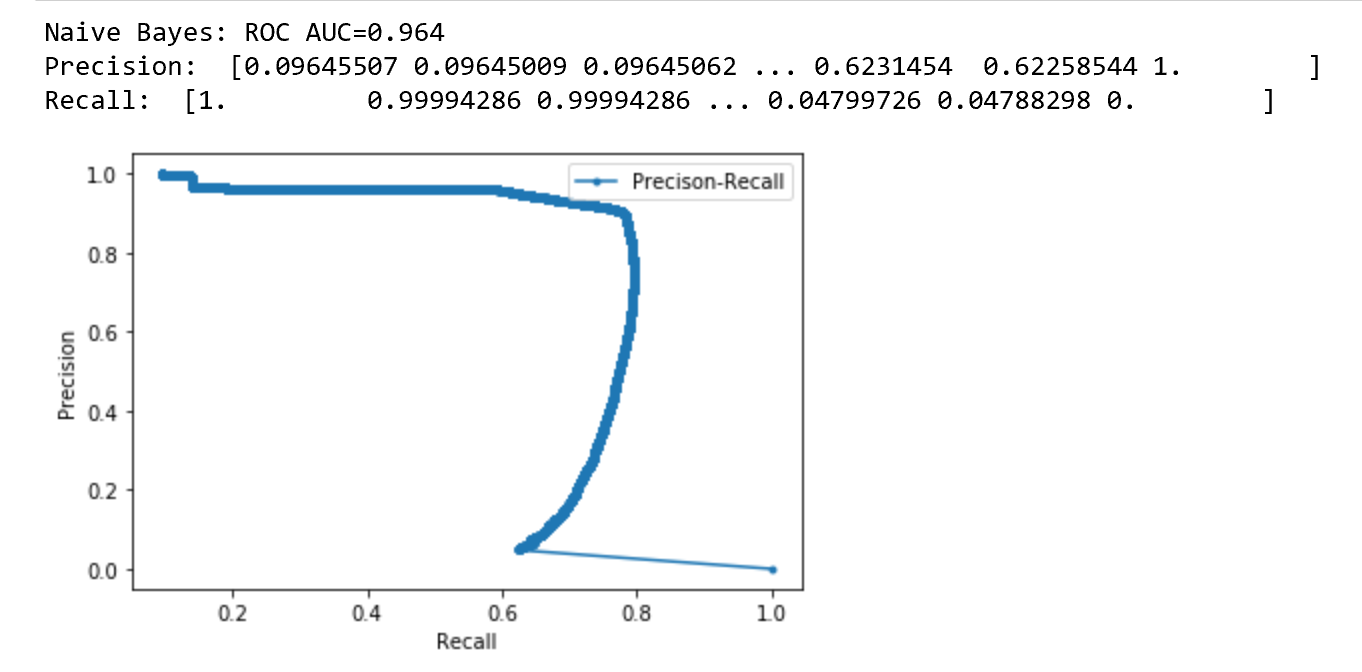 Naive Bayes: ROC AUC=0.964
Precision:  [0.09645507 0.09645009 0.09645062 ... 0.6231454  0.62258544 1.        ]
Recall:  [1.         0.99994286 0.99994286 ... 0.04799726 0.04788298 0.        ]
Precison-Recall
1.0
0.8
0.6
0.4
0.2
0.0
Precision
0.2 0.4 0.6 0.8 1.0
Recall